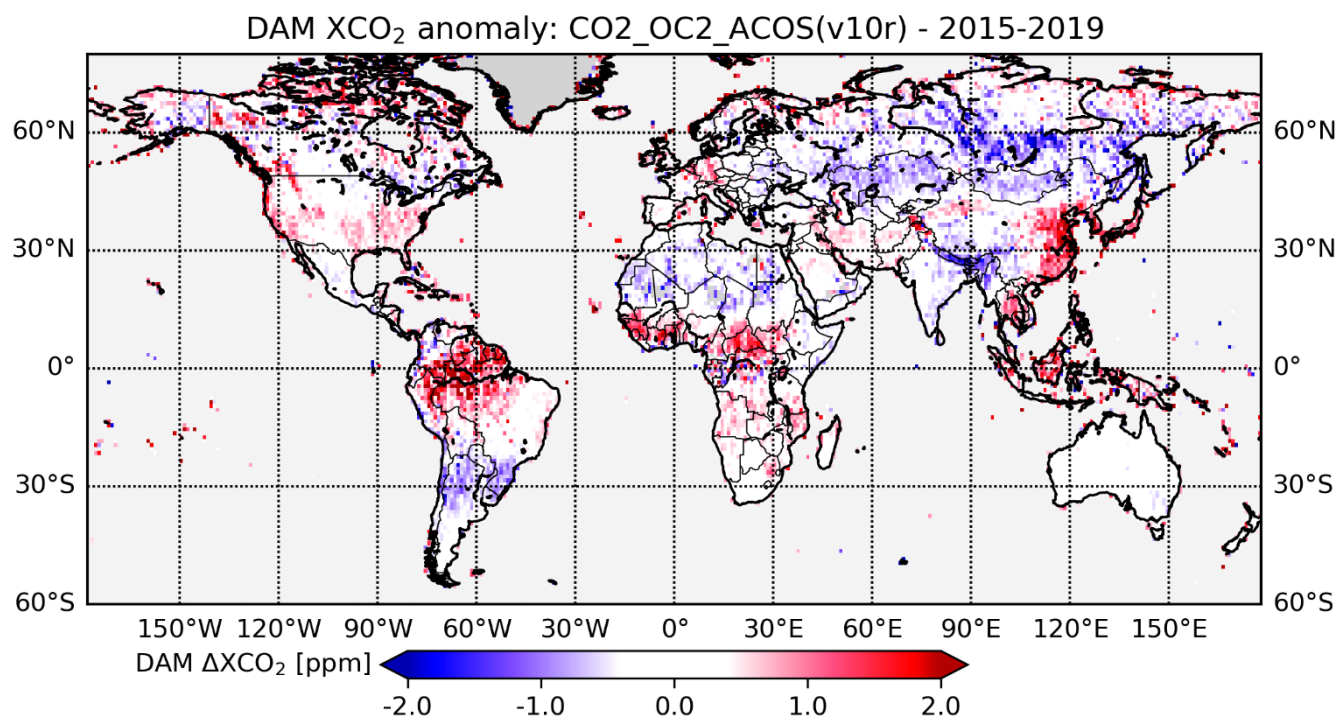 DAM XCO₂ anomaly: CO2_OC2_ACOS(v10r) - 2015-2019
60°N 60°N
30°N 30°N
0° 0°
30°S 30°S
60°S 60°S
150°W 120°W 90°W 60°W 30°W 0 30°E 60°E 90°E 120°E 150°E
DAM ΔXCO₂ [ppm]
-2.0 -1.0 0.0 1.0 2.0